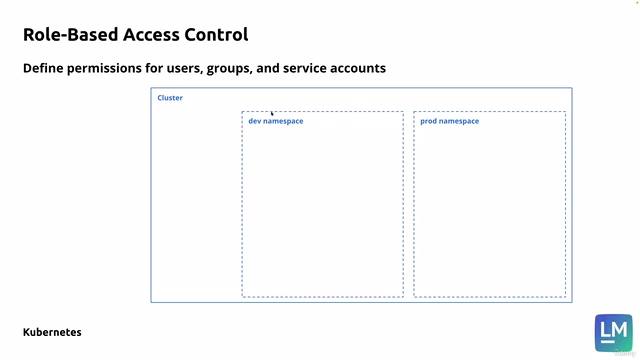 Role-Based Access Control
Define permissions for users, groups, and service accounts
Cluster
dev namespace
prod namespace
Kubernetes
LM